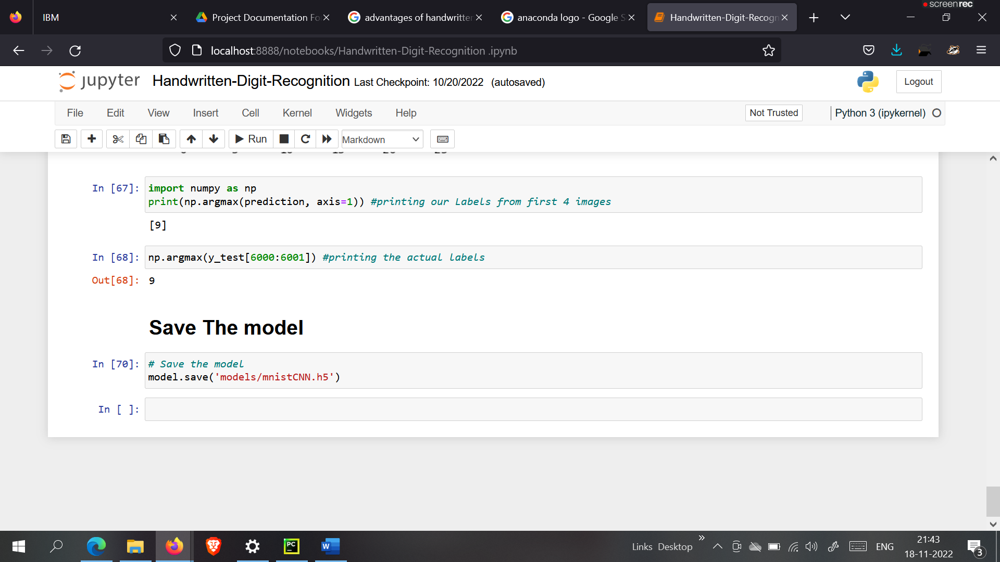 screenrec
IBM
Project Documentation Fo
advantages of handwritter
anaconda logo - Google S
Handwritten-Digit-Recogn
localhost:8888/notebooks/Handwritten-Digit-Recognition .ipynb
jupyter Handwritten-Digit-Recognition Last Checkpoint: 10/20/2022 (autosaved)
Logout
File Edit View Insert Cell Kernel Widgets Help
Not Trusted
Python 3 (ipykernel)
Run
Markdown
In [67]: import numpy as np
print(np.argmax(prediction, axis=1)) #printing our Labels from first 4 images
[9]
In [68]: np.argmax(y_test[6000:6001]) #printing the actual labels
Out[68]: 9
Save The model
In [70]: # Save the model
model.save('models/mnistCNN.h5')
In [ ]:
PC
W
Links Desktop
ENG
21:43
18-11-2022
3